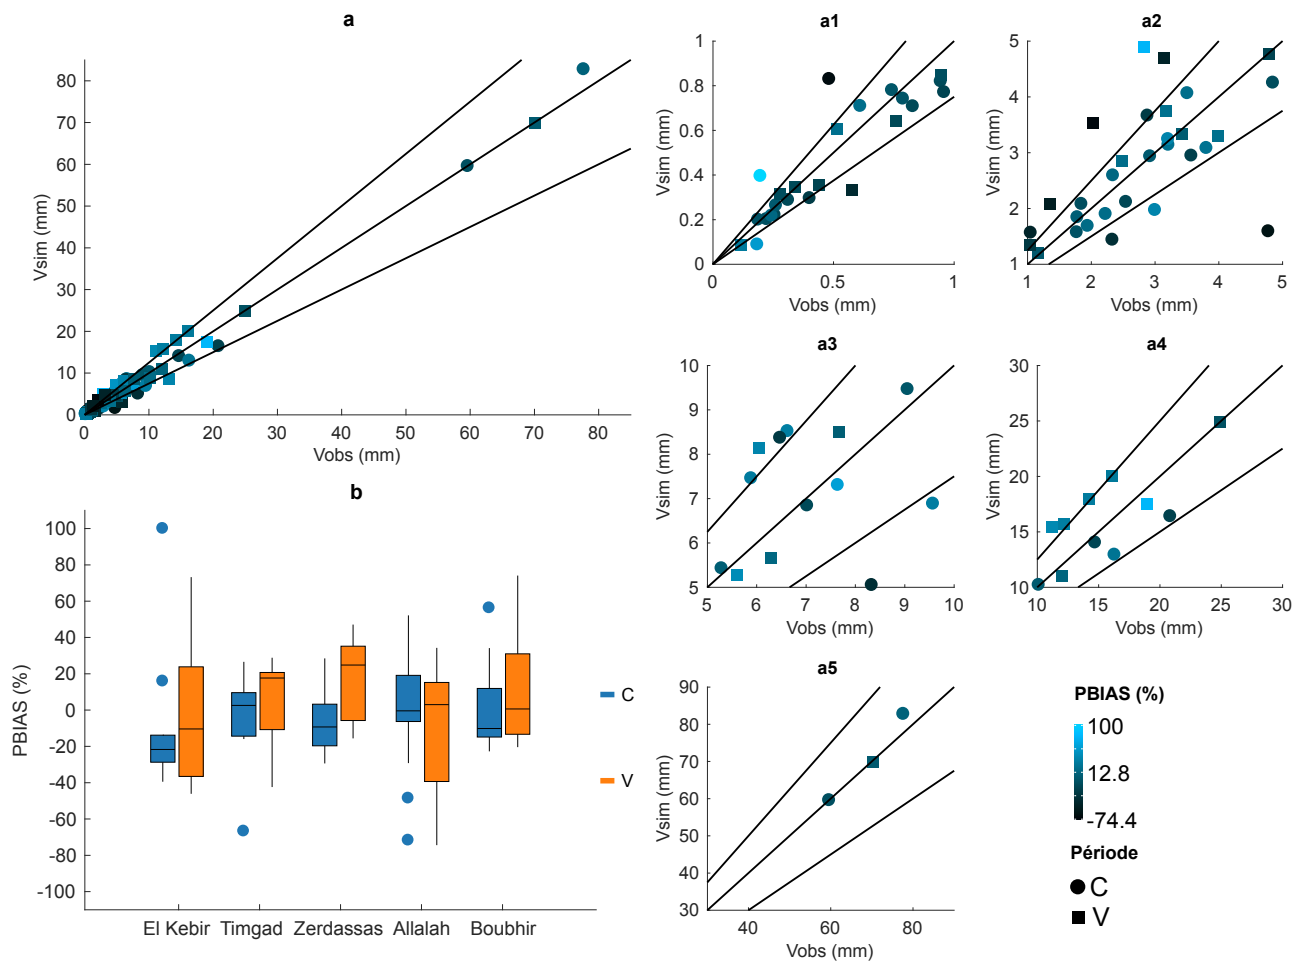 a
Vsim (mm)
80
70
60
50
40
30
20
10
0
0 10 20 30 40 50 60 70 80
Vobs (mm)
a1
Vsim (mm)
1
0.8
0.6
0.4
0.2
0
0 0.5 1
Vobs (mm)
a2
Vsim (mm)
5
4
3
2
1
1 2 3 4 5
Vobs (mm)
a3
Vsim (mm)
10
9
8
7
6
5
5 6 7 8 9 10
Vobs (mm)
a4
Vsim (mm)
30
25
20
15
10
10 15 20 25 30
Vobs (mm)
b
PBIAS (%)
100
80
60
40
20
0
-20
-40
-60
-80
-100
El Kebir Timgad Zerdassas Allalah Boubhir
C
V
a5
Vsim (mm)
90
80
70
60
50
40
30
40 60 80
Vobs (mm)
PBIAS (%)
100
12.8
-74.4
Période
C
V